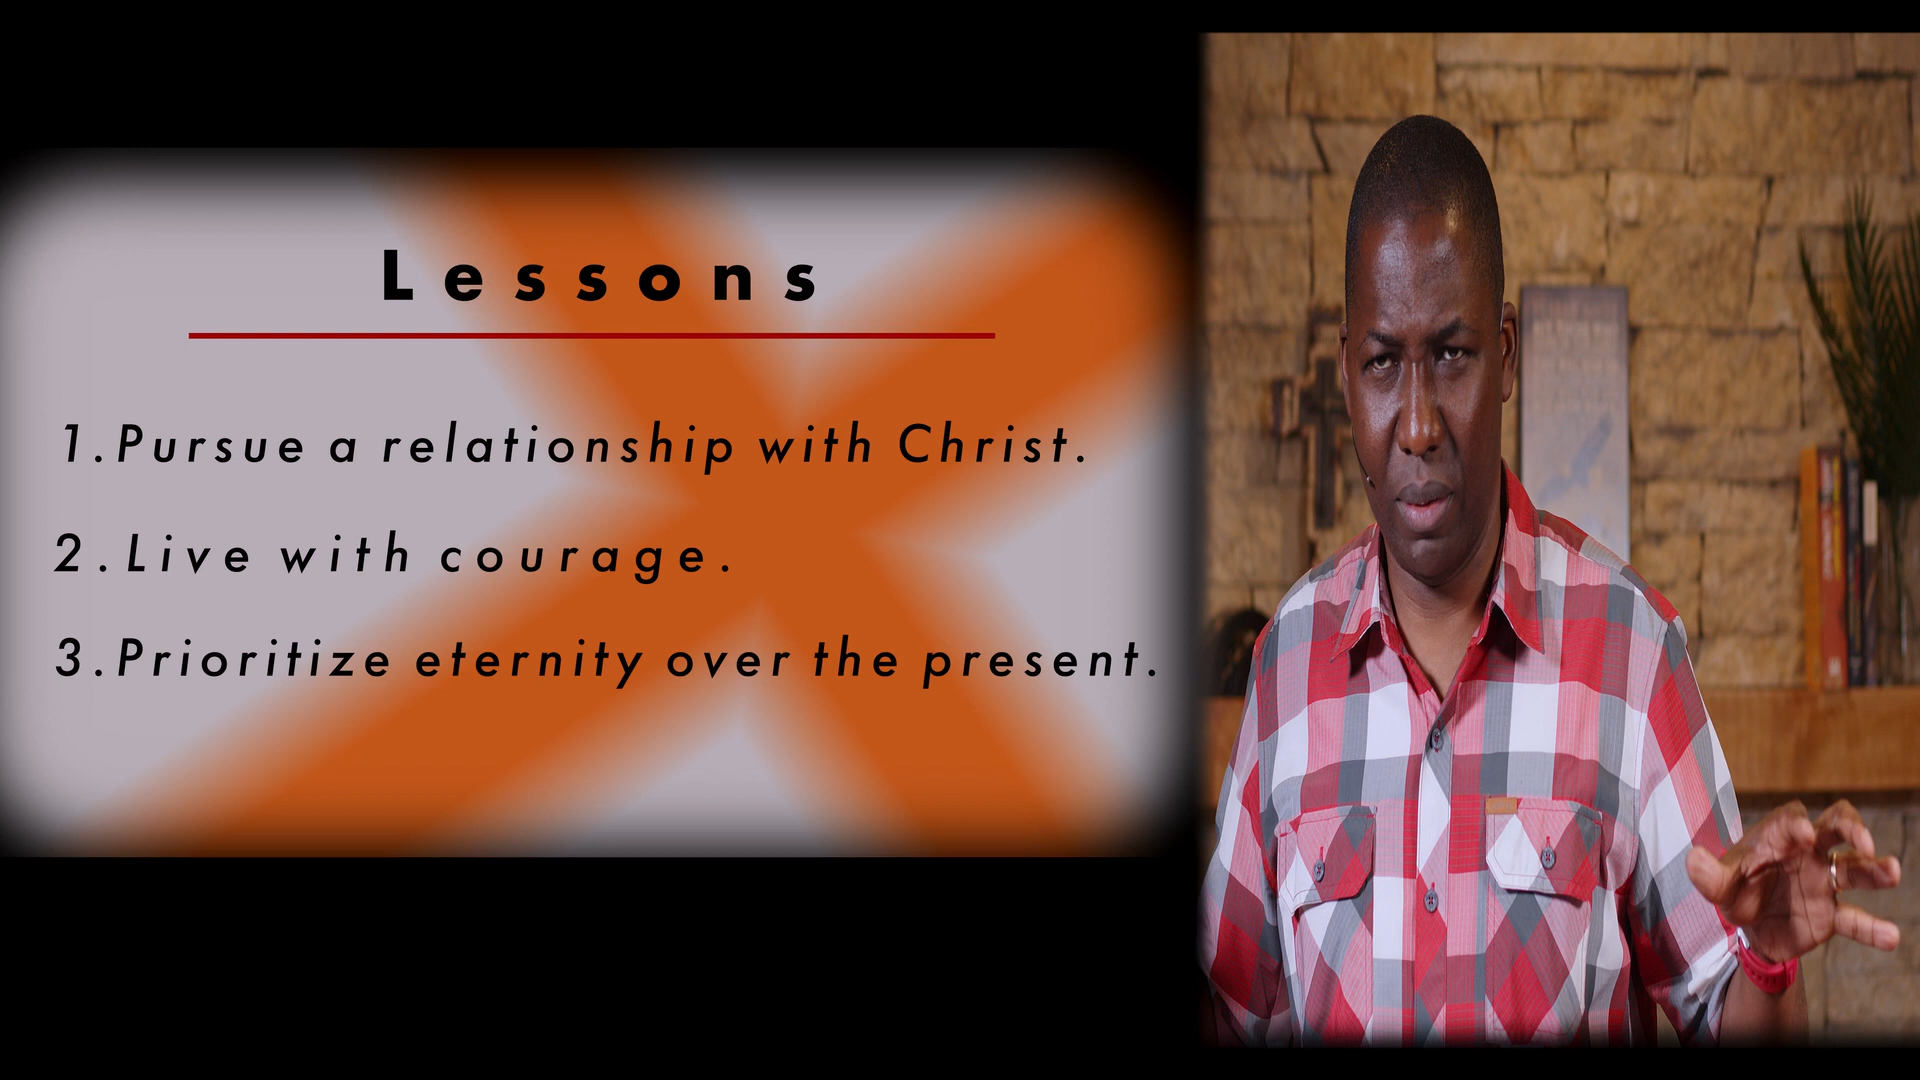 Lessons
1. Pursue a relationship with Christ.
2. Live with courage.
3. Prioritize eternity over the present.